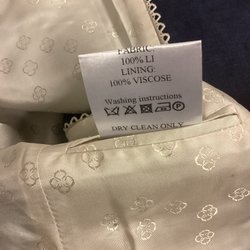 FABRIC:
100% LI
LINING:
100% VISCOSE
Washing instructions
DRY CLEAN ONLY